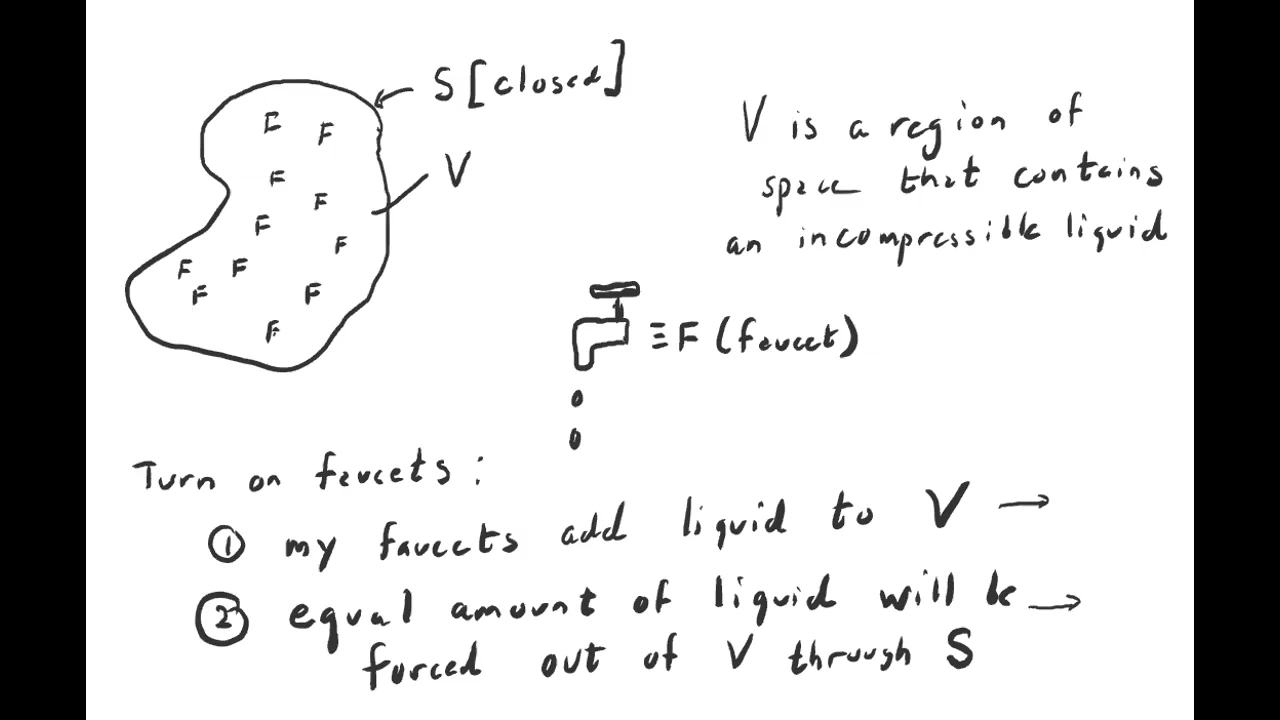 S [closed]
V is a region of
space that contains
an incompressible liquid
V
F F
F
F
F
F
F F
F F
F
≡ F (faucet)
Turn on faucets :
① my faucets add liquid to V →
② equal amount of liquid will be →
forced out of V through S